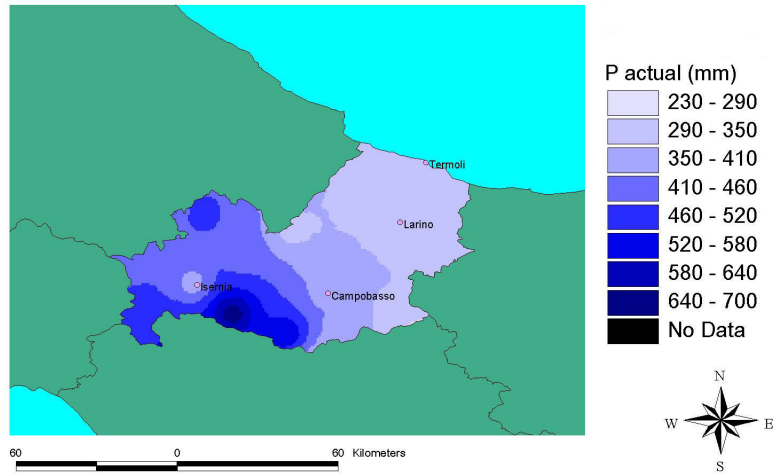 P actual (mm)
230 - 290
290 - 350
350 - 410
410 - 460
460 - 520
520 - 580
580 - 640
640 - 700
No Data
Termoli
Larino
Isernia
Campobasso
N
W E
S
60 0 60 Kilometers